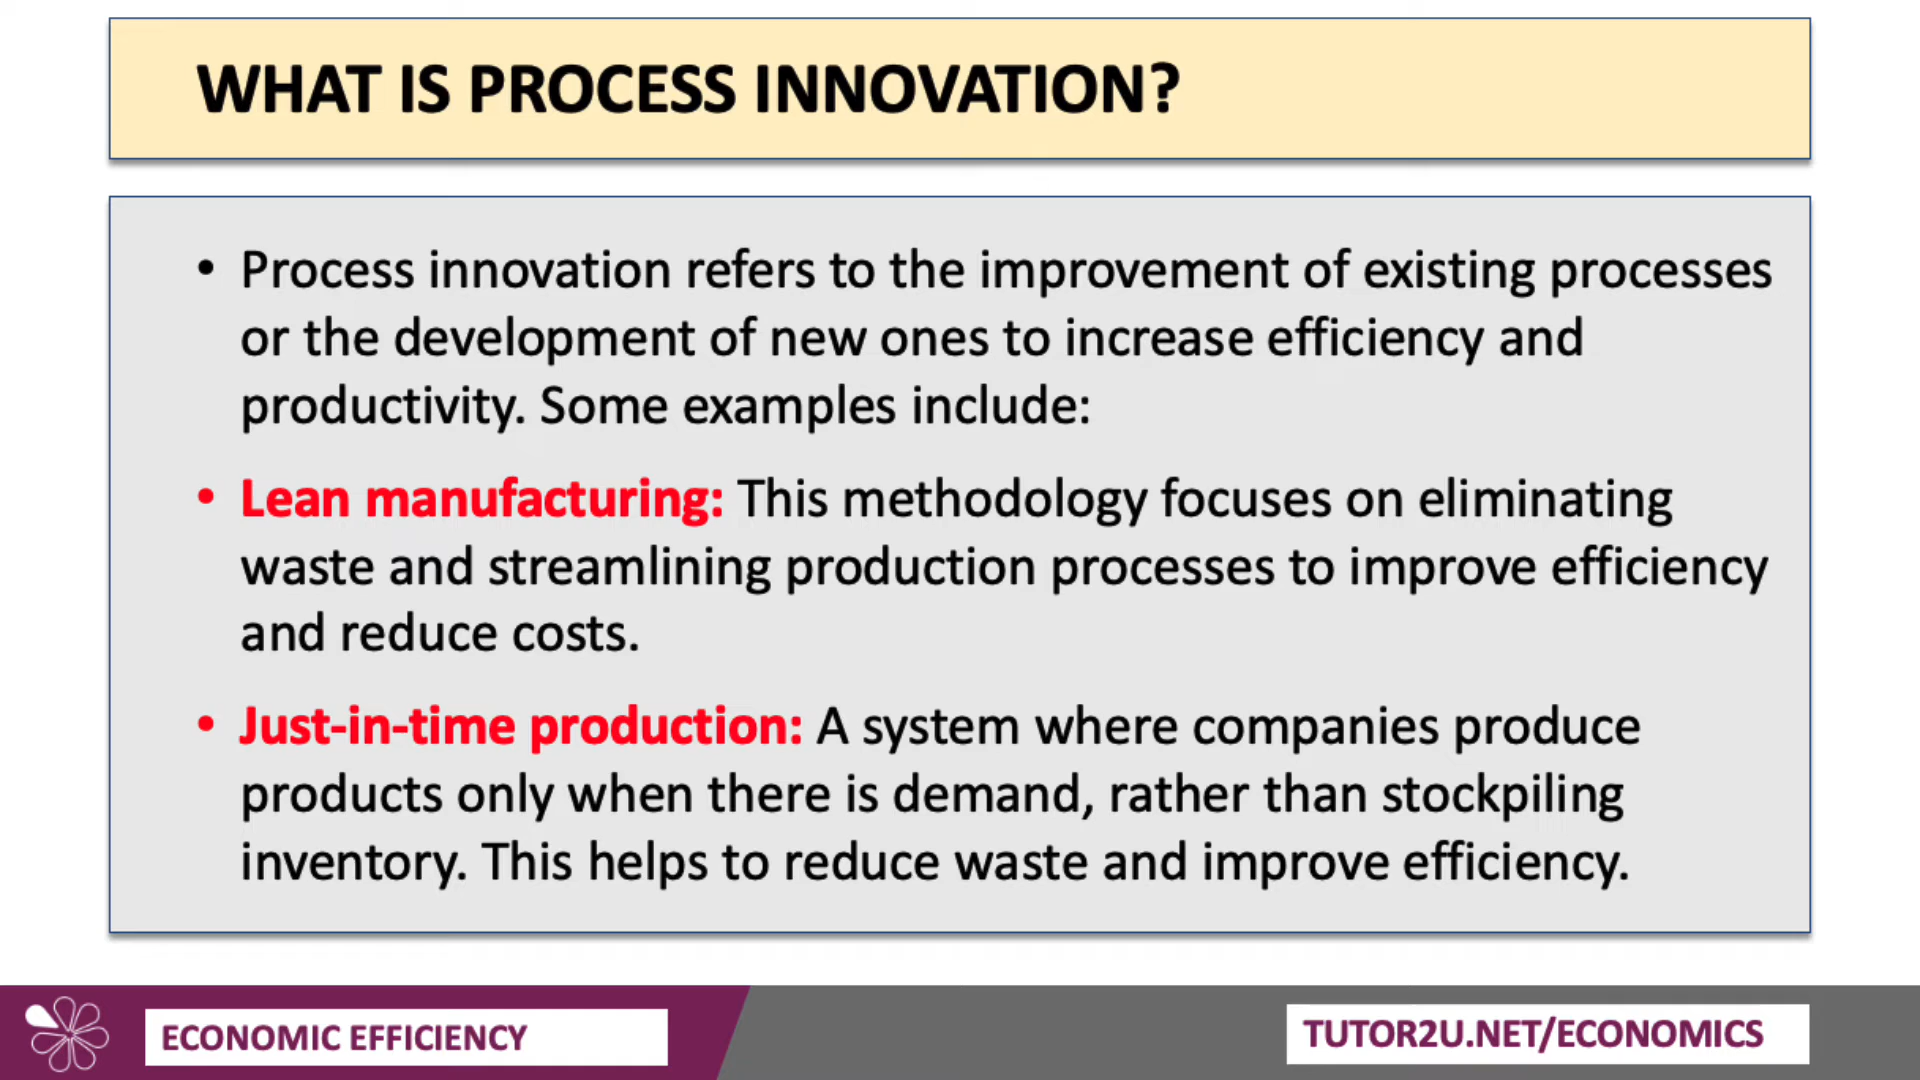 WHAT IS PROCESS INNOVATION?
• Process innovation refers to the improvement of existing processes
or the development of new ones to increase efficiency and
productivity. Some examples include:
• Lean manufacturing: This methodology focuses on eliminating
waste and streamlining production processes to improve efficiency
and reduce costs.
• Just-in-time production: A system where companies produce
products only when there is demand, rather than stockpiling
inventory. This helps to reduce waste and improve efficiency.
ECONOMIC EFFICIENCY
TUTOR2U.NET/ECONOMICS